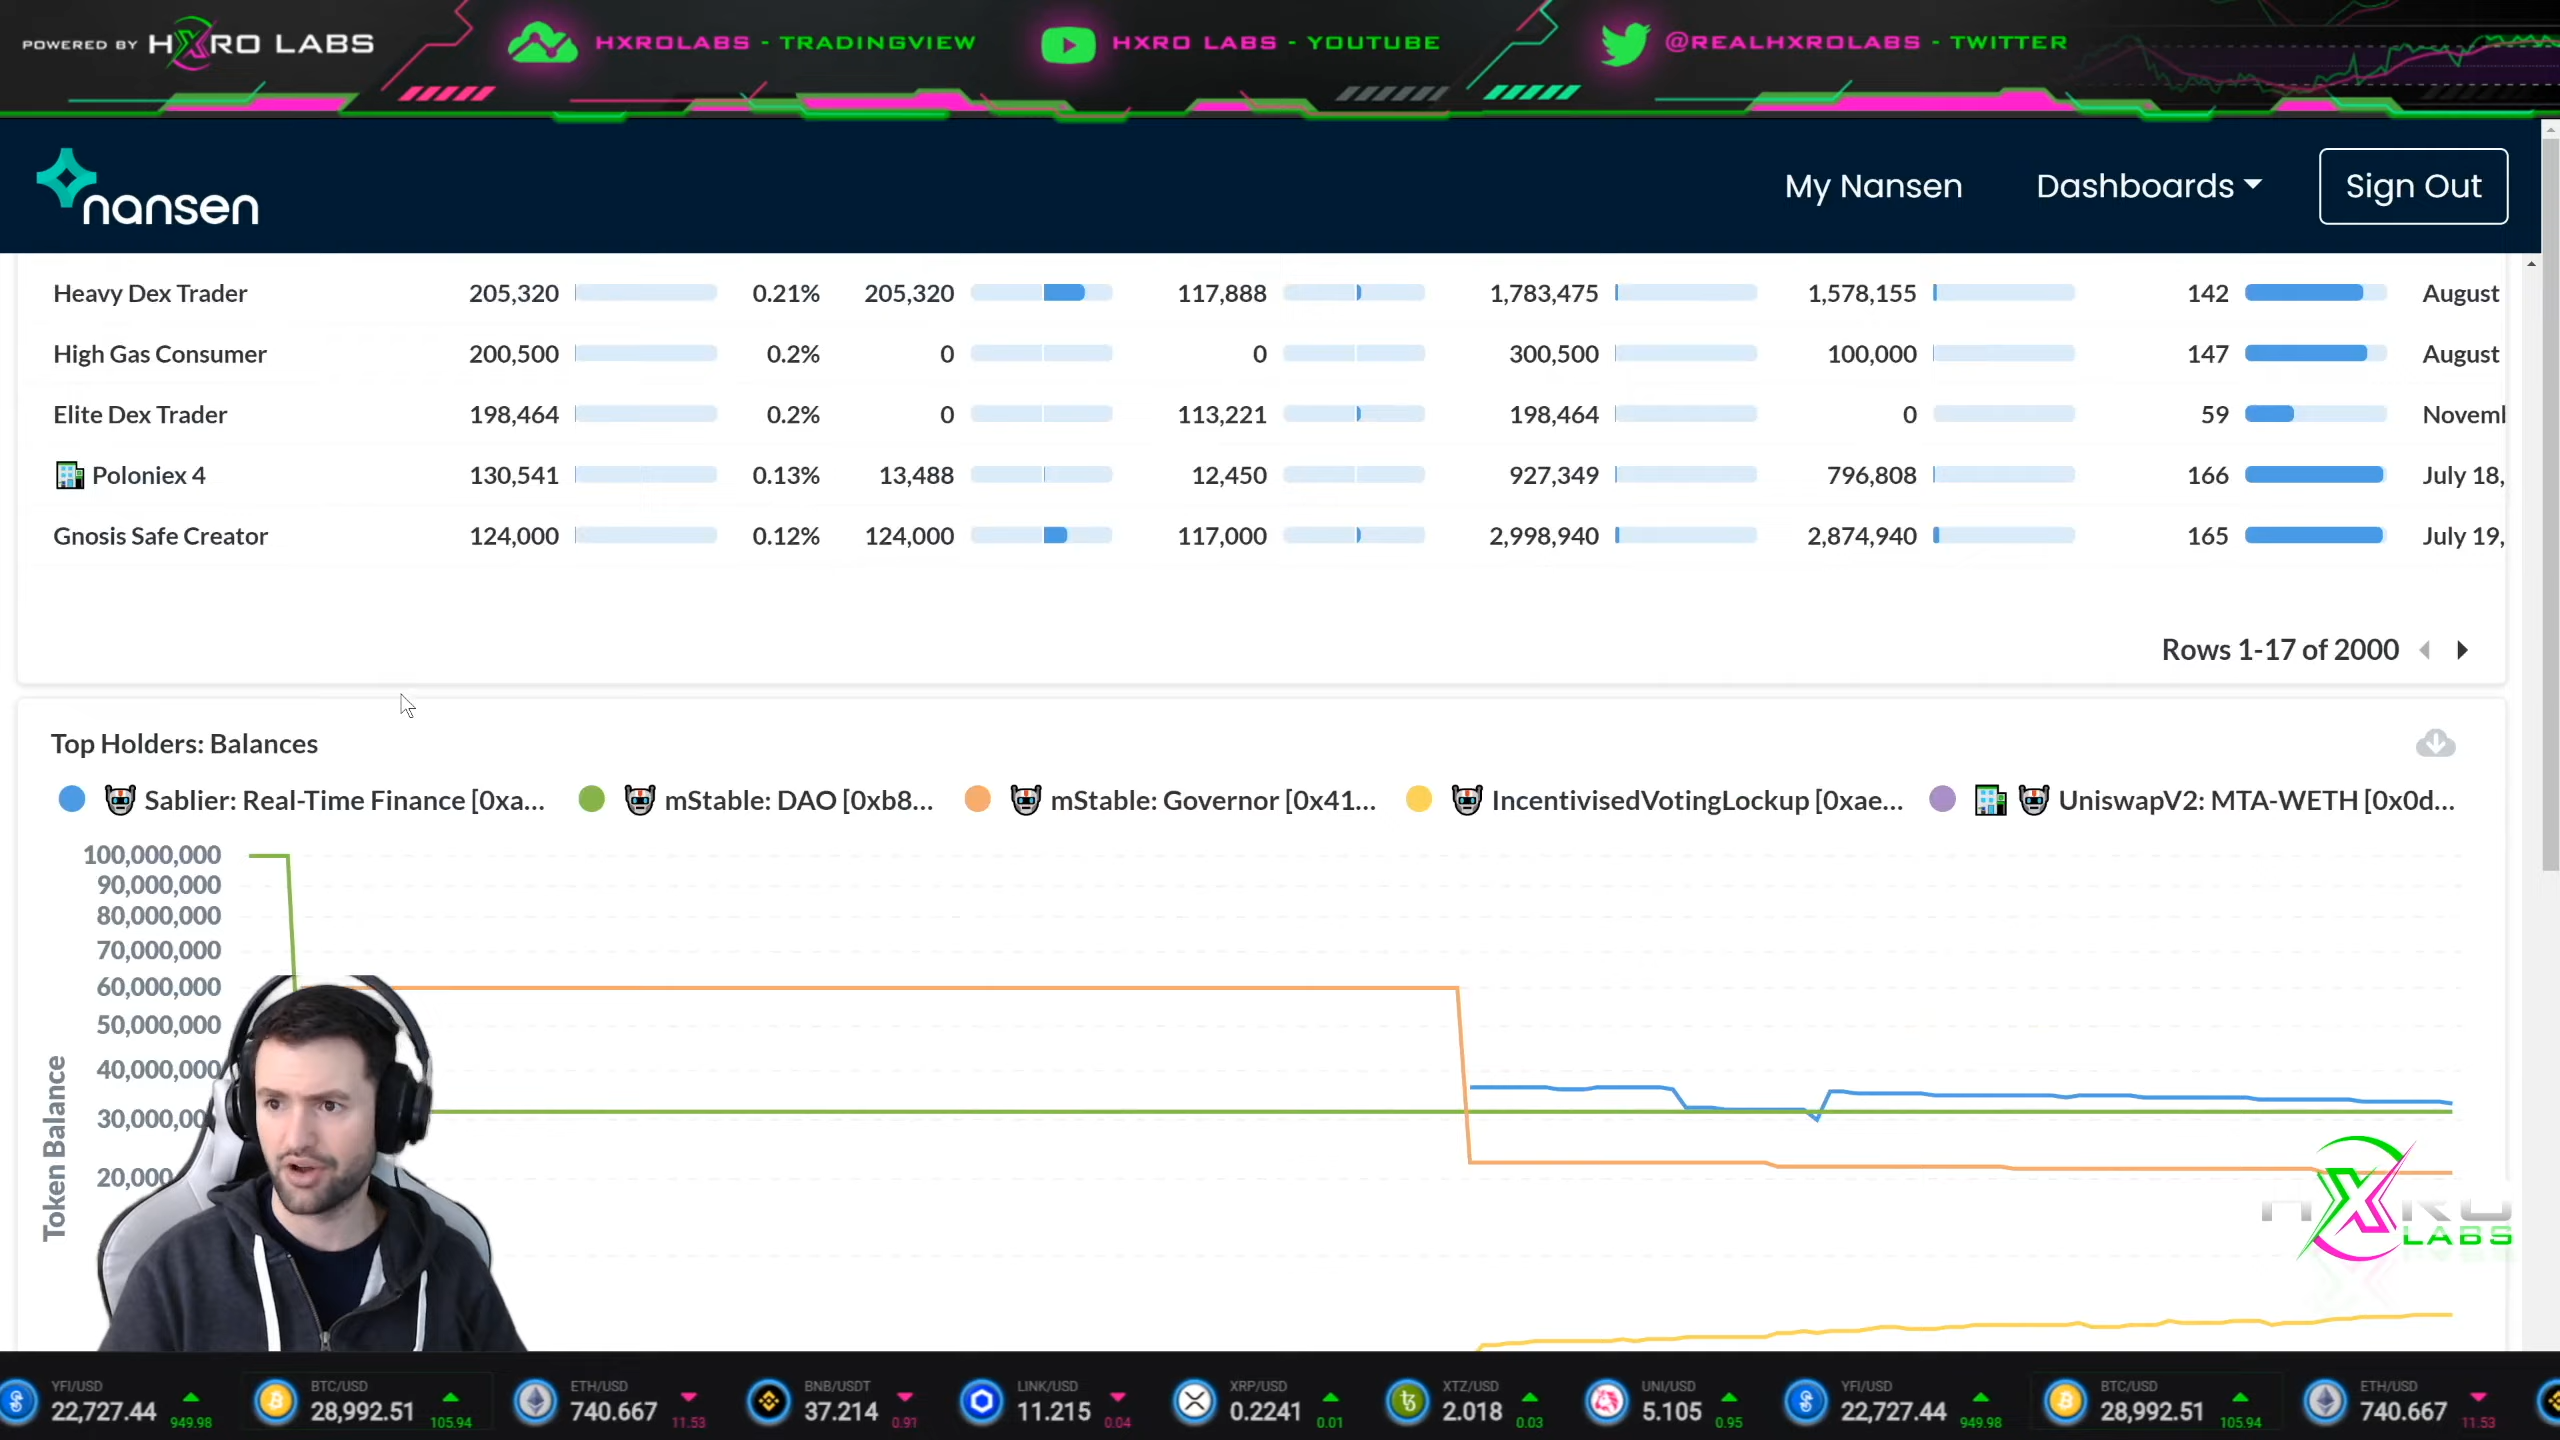 POWERED BY HXRO LABS
HXROLABS - TRADINGVIEW
HXRO LABS - YOUTUBE
@REALHXROLABS - TWITTER
nansen
My Nansen
Dashboards
Sign Out
Heavy Dex Trader 205,320 0.21% 205,320 117,888 1,783,475 1,578,155 142 August
High Gas Consumer 200,500 0.2% 0 0 300,500 100,000 147 August
Elite Dex Trader 198,464 0.2% 0 113,221 198,464 0 59
Poloniex 4 130,541 0.13% 13,488 12,450 927,349 796,808 166 July 18,
Gnosis Safe Creator 124,000 0.12% 124,000 117,000 2,998,940 2,874,940 165 July 19,
Rows 1-17 of 2000
Top Holders: Balances
Sablier: Real-Time Finance [0xa...
mStable: DAO [0xb8...
mStable: Governor [0x41...
IncentivisedVotingLockup [0xae...
UniswapV2: MTA-WETH [0x0d...
Token Balance
100,000,000
90,000,000
80,000,000
70,000,000
60,000,000
50,000,000
40,000,000
HXRO
LABS
YFI/USD 22,727.44 949.98
BTC/USD 28,992.51 105.94
ETH/USD 740.667 11.53
BNB/USDT 37.214 0.91
LINK/USD 11.215 0.04
XRP/USD 0.2241 0.01
XTZ/USD 2.018 0.03
UNI/USD 5.105 0.95
YFI/USD 22,727.44 949.98
BTC/USD 28,992.51 105.94
ETH/USD 740.667 11.53